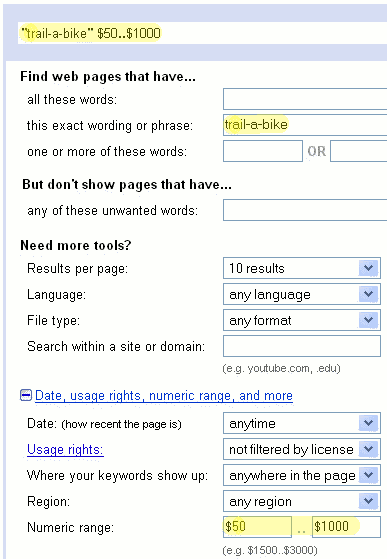 "trail-a-bike" $50..$1000
Find web pages that have...
all these words:
this exact wording or phrase: trail-a-bike
one or more of these words: OR
But don't show pages that have...
any of these unwanted words:
Need more tools?
Results per page: 10 results
Language: any language
File type: any format
Search within a site or domain:
(e.g. youtube.com, .edu)
Date, usage rights, numeric range, and more
Date: (how recent the page is) anytime
Usage rights: not filtered by license
Where your keywords show up: anywhere in the page
Region: any region
Numeric range: $50 .. $1000
(e.g. $1500..$3000)